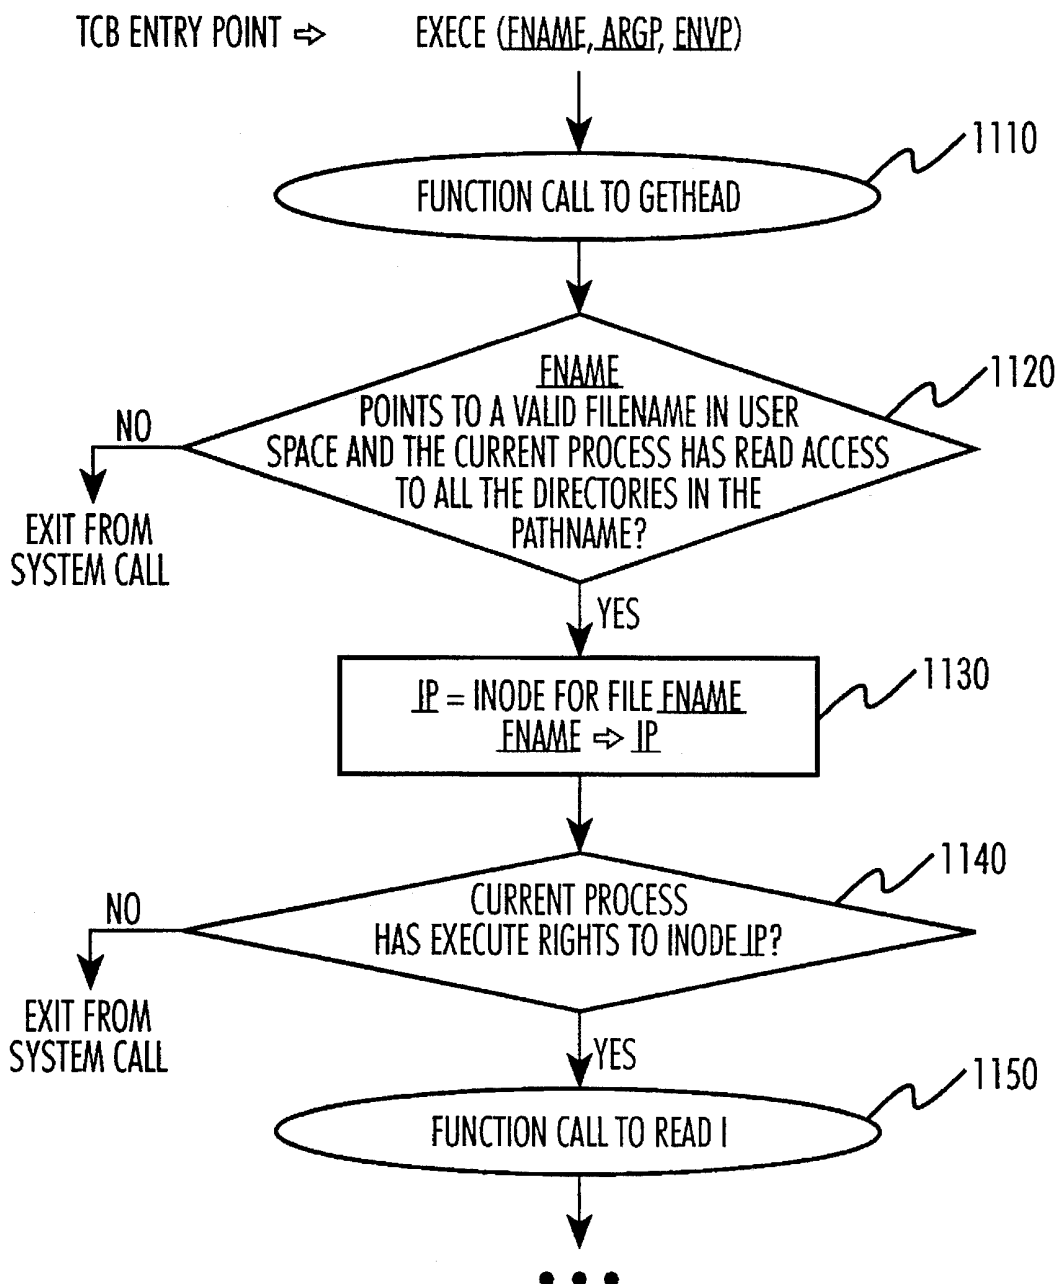 TCB ENTRY POINT ⇨ EXECE (FNAME, ARGP, ENVP)
1110
FUNCTION CALL TO GETHEAD
1120
FNAME
POINTS TO A VALID FILENAME IN USER
SPACE AND THE CURRENT PROCESS HAS READ ACCESS
TO ALL THE DIRECTORIES IN THE
PATHNAME?
NO
EXIT FROM
SYSTEM CALL
YES
1130
IP = INODE FOR FILE FNAME
FNAME ⇨ IP
1140
CURRENT PROCESS
HAS EXECUTE RIGHTS TO INODE IP?
NO
EXIT FROM
SYSTEM CALL
YES
1150
FUNCTION CALL TO READ I
• • •